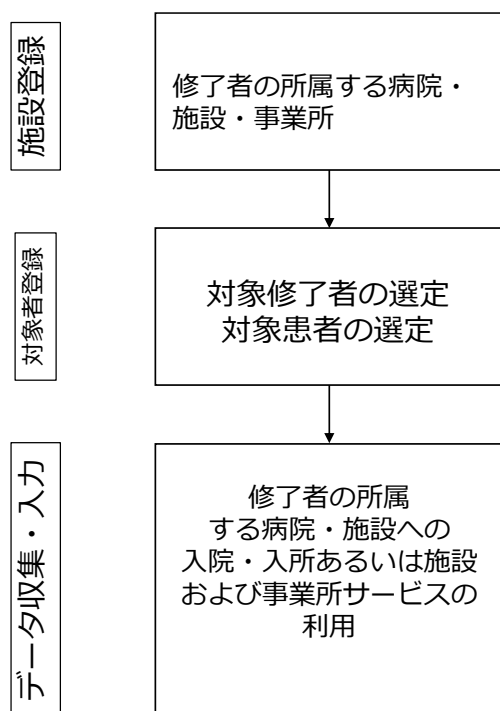 施設登録
修了者の所属する病院・
施設・事業所
対象者登録
対象修了者の選定
対象患者の選定
データ収集・入力
修了者の所属
する病院・施設への
入院・入所あるいは施設
および事業所サービスの
利用